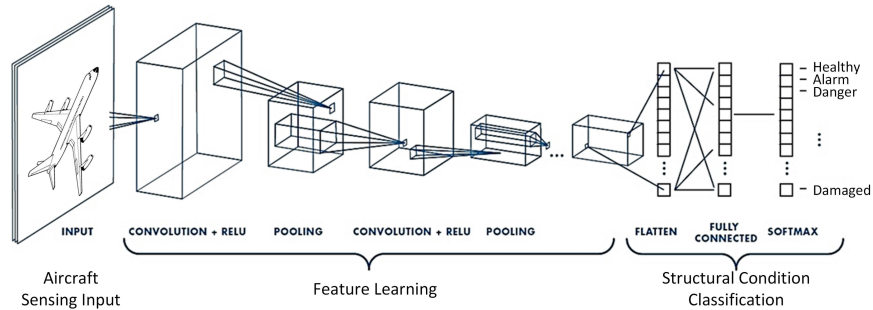 Healthy
Alarm
Danger
...
Damaged
INPUT
CONVOLUTION + RELU
POOLING
CONVOLUTION + RELU
POOLING
FLATTEN
FULLY
CONNECTED
SOFTMAX
Aircraft
Sensing Input
Feature Learning
Structural Condition
Classification